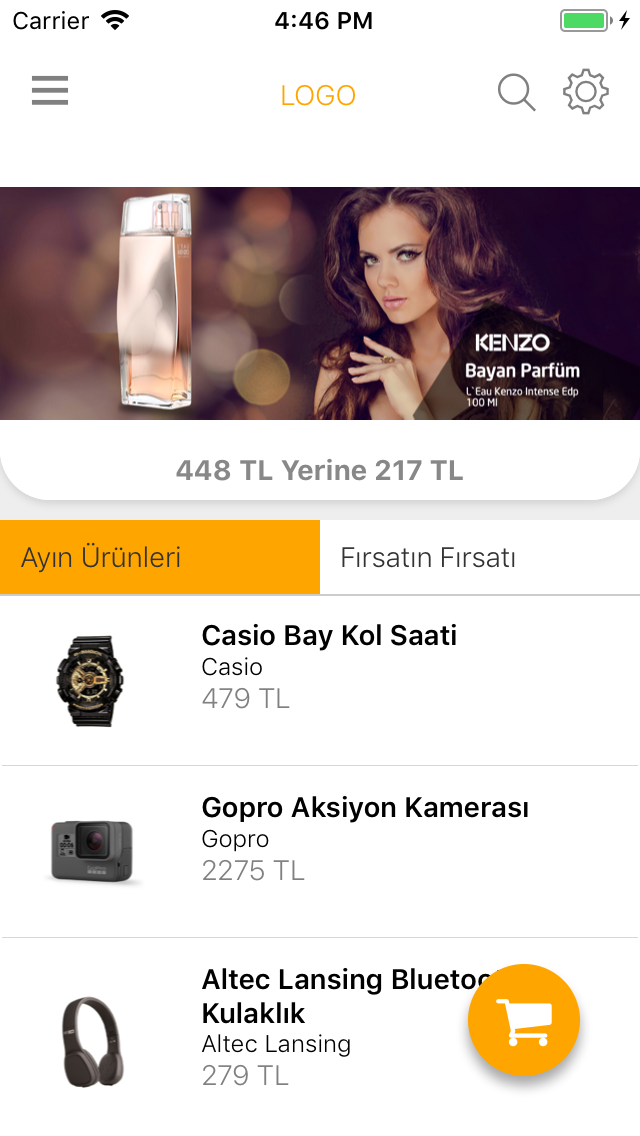 Carrier 4:46 PM
LOGO
KENZO
Bayan Parfüm
L`Eau Kenzo Intense Edp
100 Ml
448 TL Yerine 217 TL
Ayın Ürünleri Fırsatın Fırsatı
Casio Bay Kol Saati
Casio
479 TL
Gopro Aksiyon Kamerası
Gopro
2275 TL
Altec Lansing
Kulaklık
Altec Lansing
279 TL